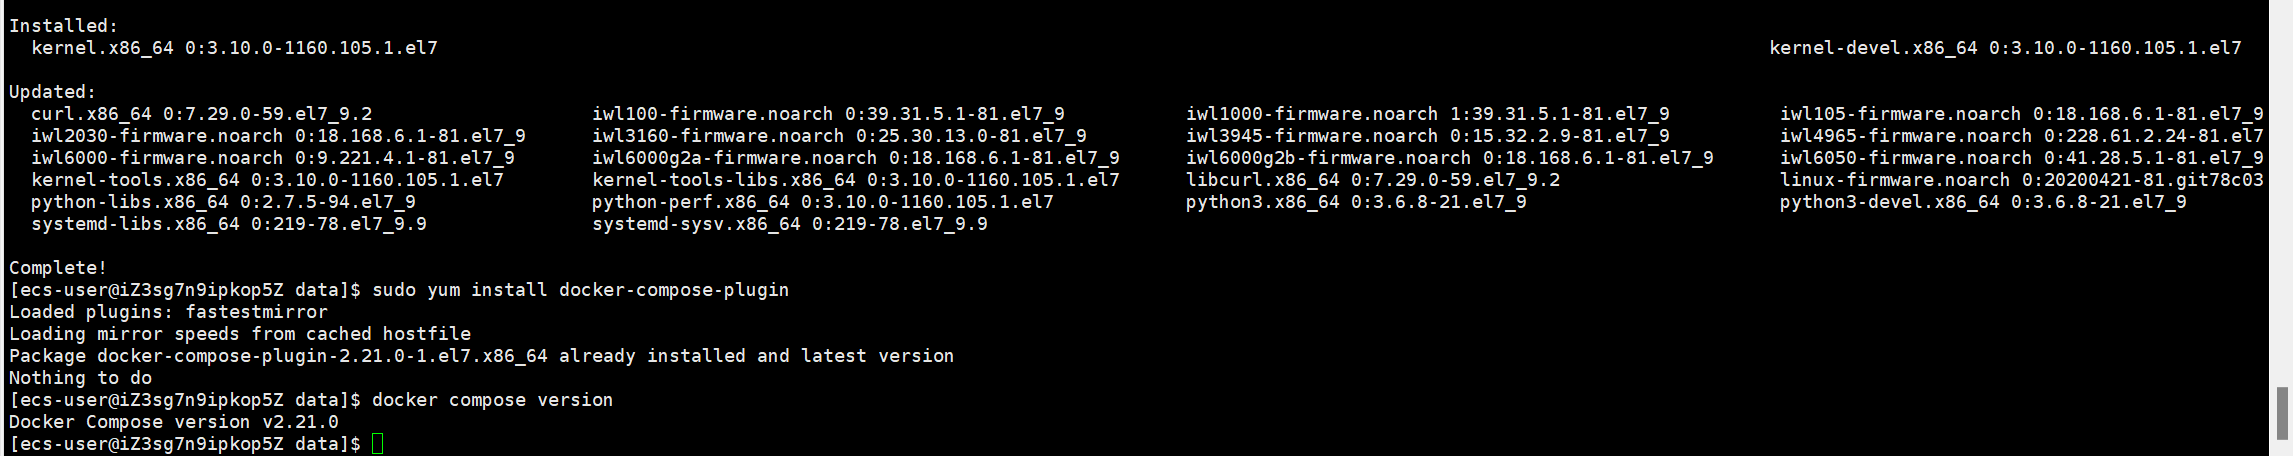 Installed:
  kernel.x86_64 0:3.10.0-1160.105.1.el7 kernel-devel.x86_64 0:3.10.0-1160.105.1.el7

Updated:
  curl.x86_64 0:7.29.0-59.el7_9.2 iwl100-firmware.noarch 0:39.31.5.1-81.el7_9 iwl1000-firmware.noarch 1:39.31.5.1-81.el7_9 iwl105-firmware.noarch 0:18.168.6.1-81.el7_9
  iwl2030-firmware.noarch 0:18.168.6.1-81.el7_9 iwl3160-firmware.noarch 0:25.30.13.0-81.el7_9 iwl3945-firmware.noarch 0:15.32.2.9-81.el7_9 iwl4965-firmware.noarch 0:228.61.2.24-81.el7
  iwl6000-firmware.noarch 0:9.221.4.1-81.el7_9 iwl6000g2a-firmware.noarch 0:18.168.6.1-81.el7_9 iwl6000g2b-firmware.noarch 0:18.168.6.1-81.el7_9 iwl6050-firmware.noarch 0:41.28.5.1-81.el7_9
  kernel-tools.x86_64 0:3.10.0-1160.105.1.el7 kernel-tools-libs.x86_64 0:3.10.0-1160.105.1.el7 libcurl.x86_64 0:7.29.0-59.el7_9.2 linux-firmware.noarch 0:20200421-81.git78c03
  python-libs.x86_64 0:2.7.5-94.el7_9 python-perf.x86_64 0:3.10.0-1160.105.1.el7 python3.x86_64 0:3.6.8-21.el7_9 python3-devel.x86_64 0:3.6.8-21.el7_9
  systemd-libs.x86_64 0:219-78.el7_9.9 systemd-sysv.x86_64 0:219-78.el7_9.9

Complete!
[ecs-user@iZ3sg7n9ipkop5Z data]$ sudo yum install docker-compose-plugin
Loaded plugins: fastestmirror
Loading mirror speeds from cached hostfile
Package docker-compose-plugin-2.21.0-1.el7.x86_64 already installed and latest version
Nothing to do
[ecs-user@iZ3sg7n9ipkop5Z data]$ docker compose version
Docker Compose version v2.21.0
[ecs-user@iZ3sg7n9ipkop5Z data]$